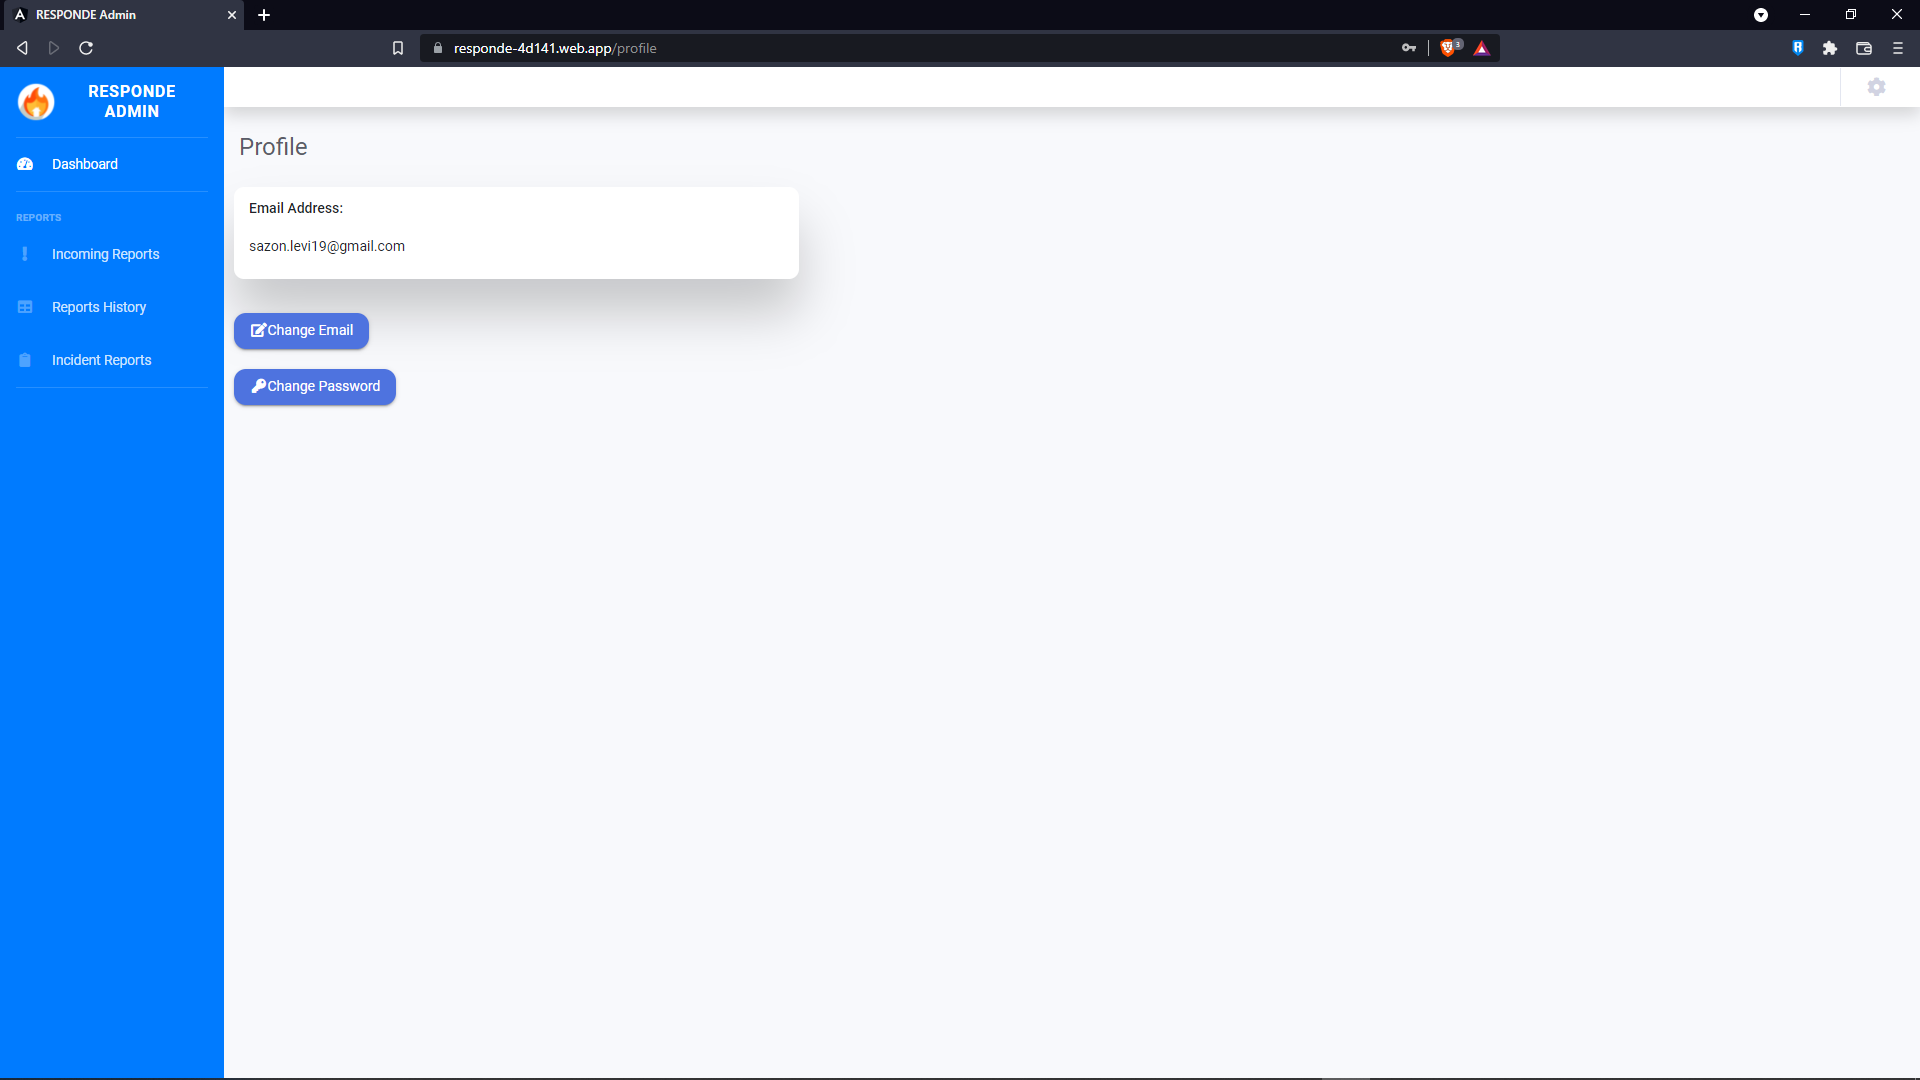 RESPONDE Admin
responde-4d141.web.app/profile
3
RESPONDE
ADMIN
Dashboard
REPORTS
Incoming Reports
Reports History
Incident Reports
Profile
Email Address:
sazon.levi19@gmail.com
Change Email
Change Password